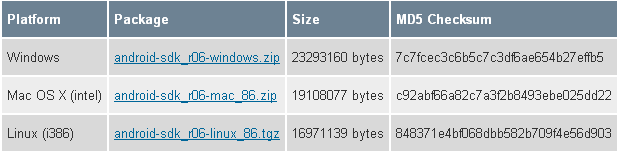 Platform Package Size MD5 Checksum
Windows android-sdk_r06-windows.zip 23293160 bytes 7c7fcec3c6b5c7c3df6ae654b27effb5
Mac OS X (intel) android-sdk_r06-mac_86.zip 19108077 bytes c92abf66a82c7a3f2b8493ebe025dd22
Linux (i386) android-sdk_r06-linux_86.tgz 16971139 bytes 848371e4bf068dbb582b709f4e56d903